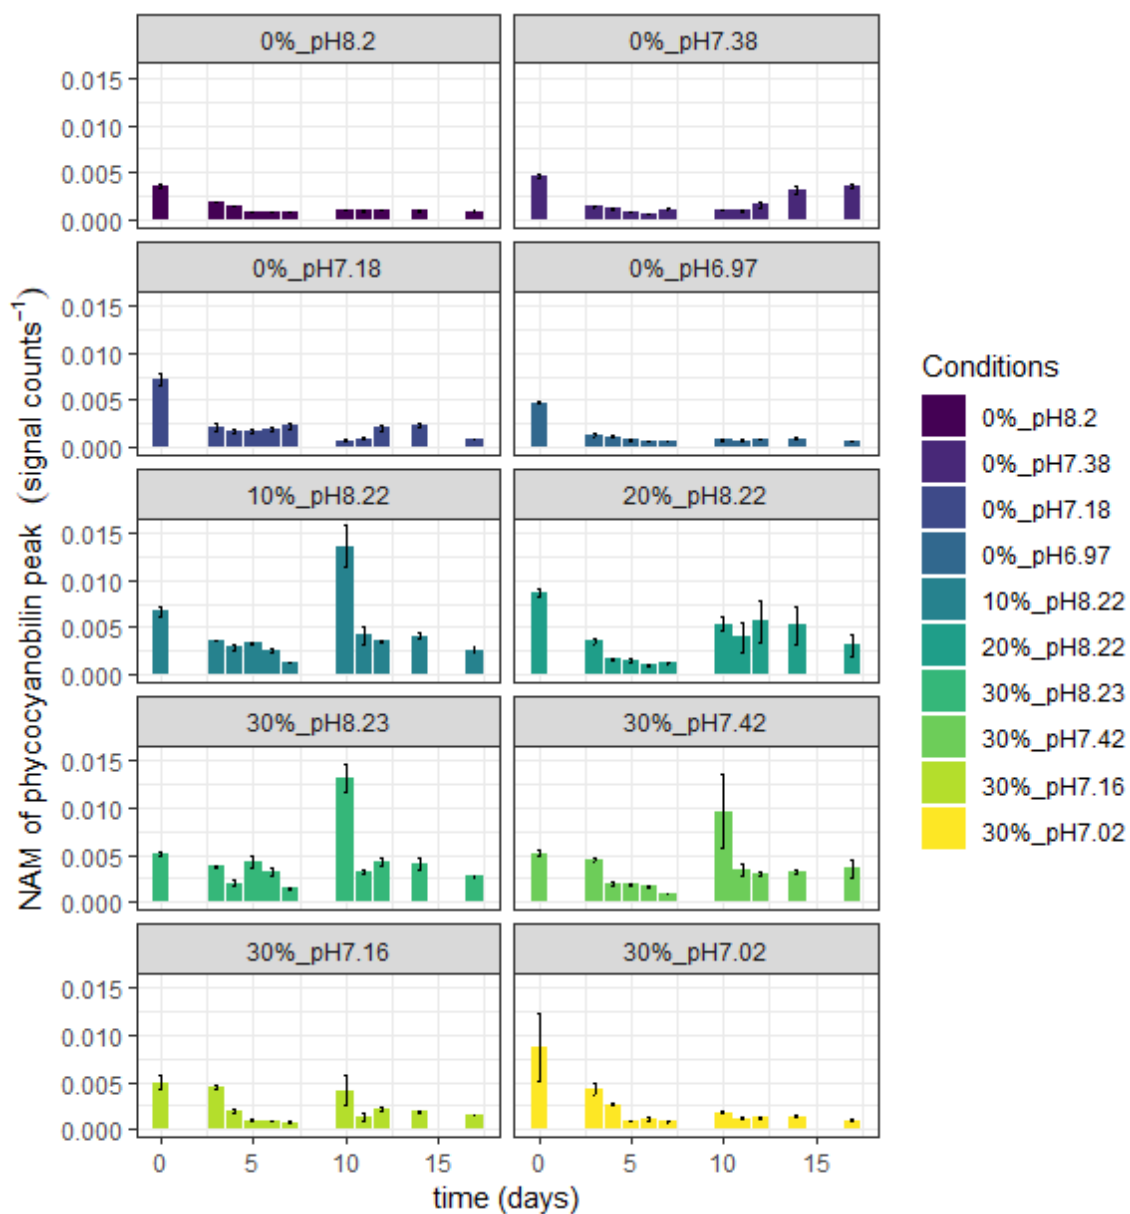 0%_pH8.2
0%_pH7.38
0.015
0.010
0.005
0.000
0%_pH7.18
0%_pH6.97
0.015
0.010
0.005
0.000
10%_pH8.22
20%_pH8.22
0.015
0.010
0.005
0.000
30%_pH8.23
30%_pH7.42
0.015
0.010
0.005
0.000
30%_pH7.16
30%_pH7.02
0.015
0.010
0.005
0.000
0 5 10 15
0 5 10 15
time (days)
NAM of phycocyanobilin peak (signal counts⁻¹)
Conditions
0%_pH8.2
0%_pH7.38
0%_pH7.18
0%_pH6.97
10%_pH8.22
20%_pH8.22
30%_pH8.23
30%_pH7.42
30%_pH7.16
30%_pH7.02